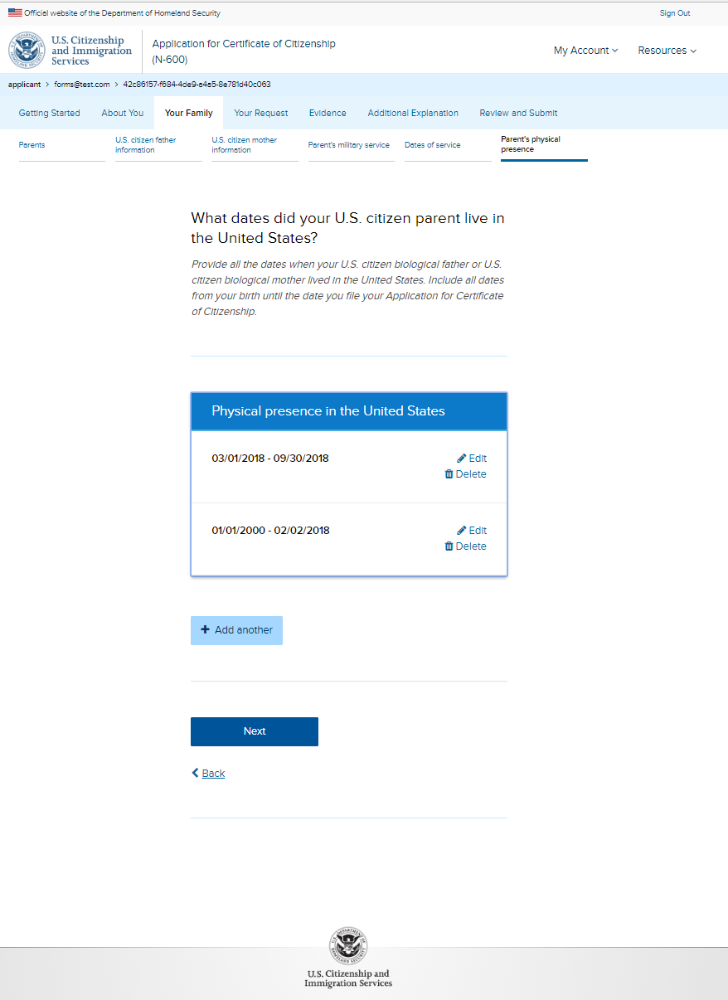 Official website of the Department of Homeland Security
Sign Out
U.S. Citizenship
and Immigration
Services
Application for Certificate of Citizenship
(N-600)
My Account
Resources
applicant > forms@test.com > 42c86157-f684-4de9-a4a5-8e781d40c063
Getting Started
About You
Your Family
Your Request
Evidence
Additional Explanation
Review and Submit
Parents
U.S. citizen father
information
U.S. citizen mother
information
Parent's military service
Dates of service
Parent's physical
presence
What dates did your U.S. citizen parent live in
the United States?
Provide all the dates when your U.S. citizen biological father or U.S.
citizen biological mother lived in the United States. Include all dates
from your birth until the date you file your Application for Certificate
of Citizenship.
Physical presence in the United States
03/01/2018 - 09/30/2018
Edit
Delete
01/01/2000 - 02/02/2018
Edit
Delete
+ Add another
Next
Back
U.S. Citizenship and
Immigration Services